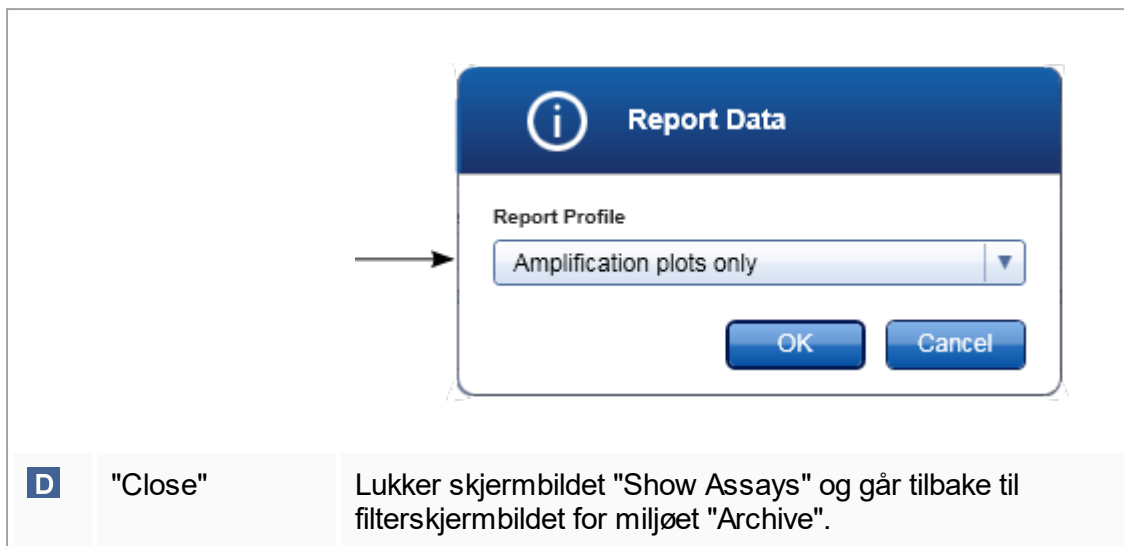 Report Data
Report Profile
Amplification plots only
OK
Cancel
D
"Close"
Lukker skjermbildet "Show Assays" og går tilbake til
filterskjermbildet for miljøet "Archive".